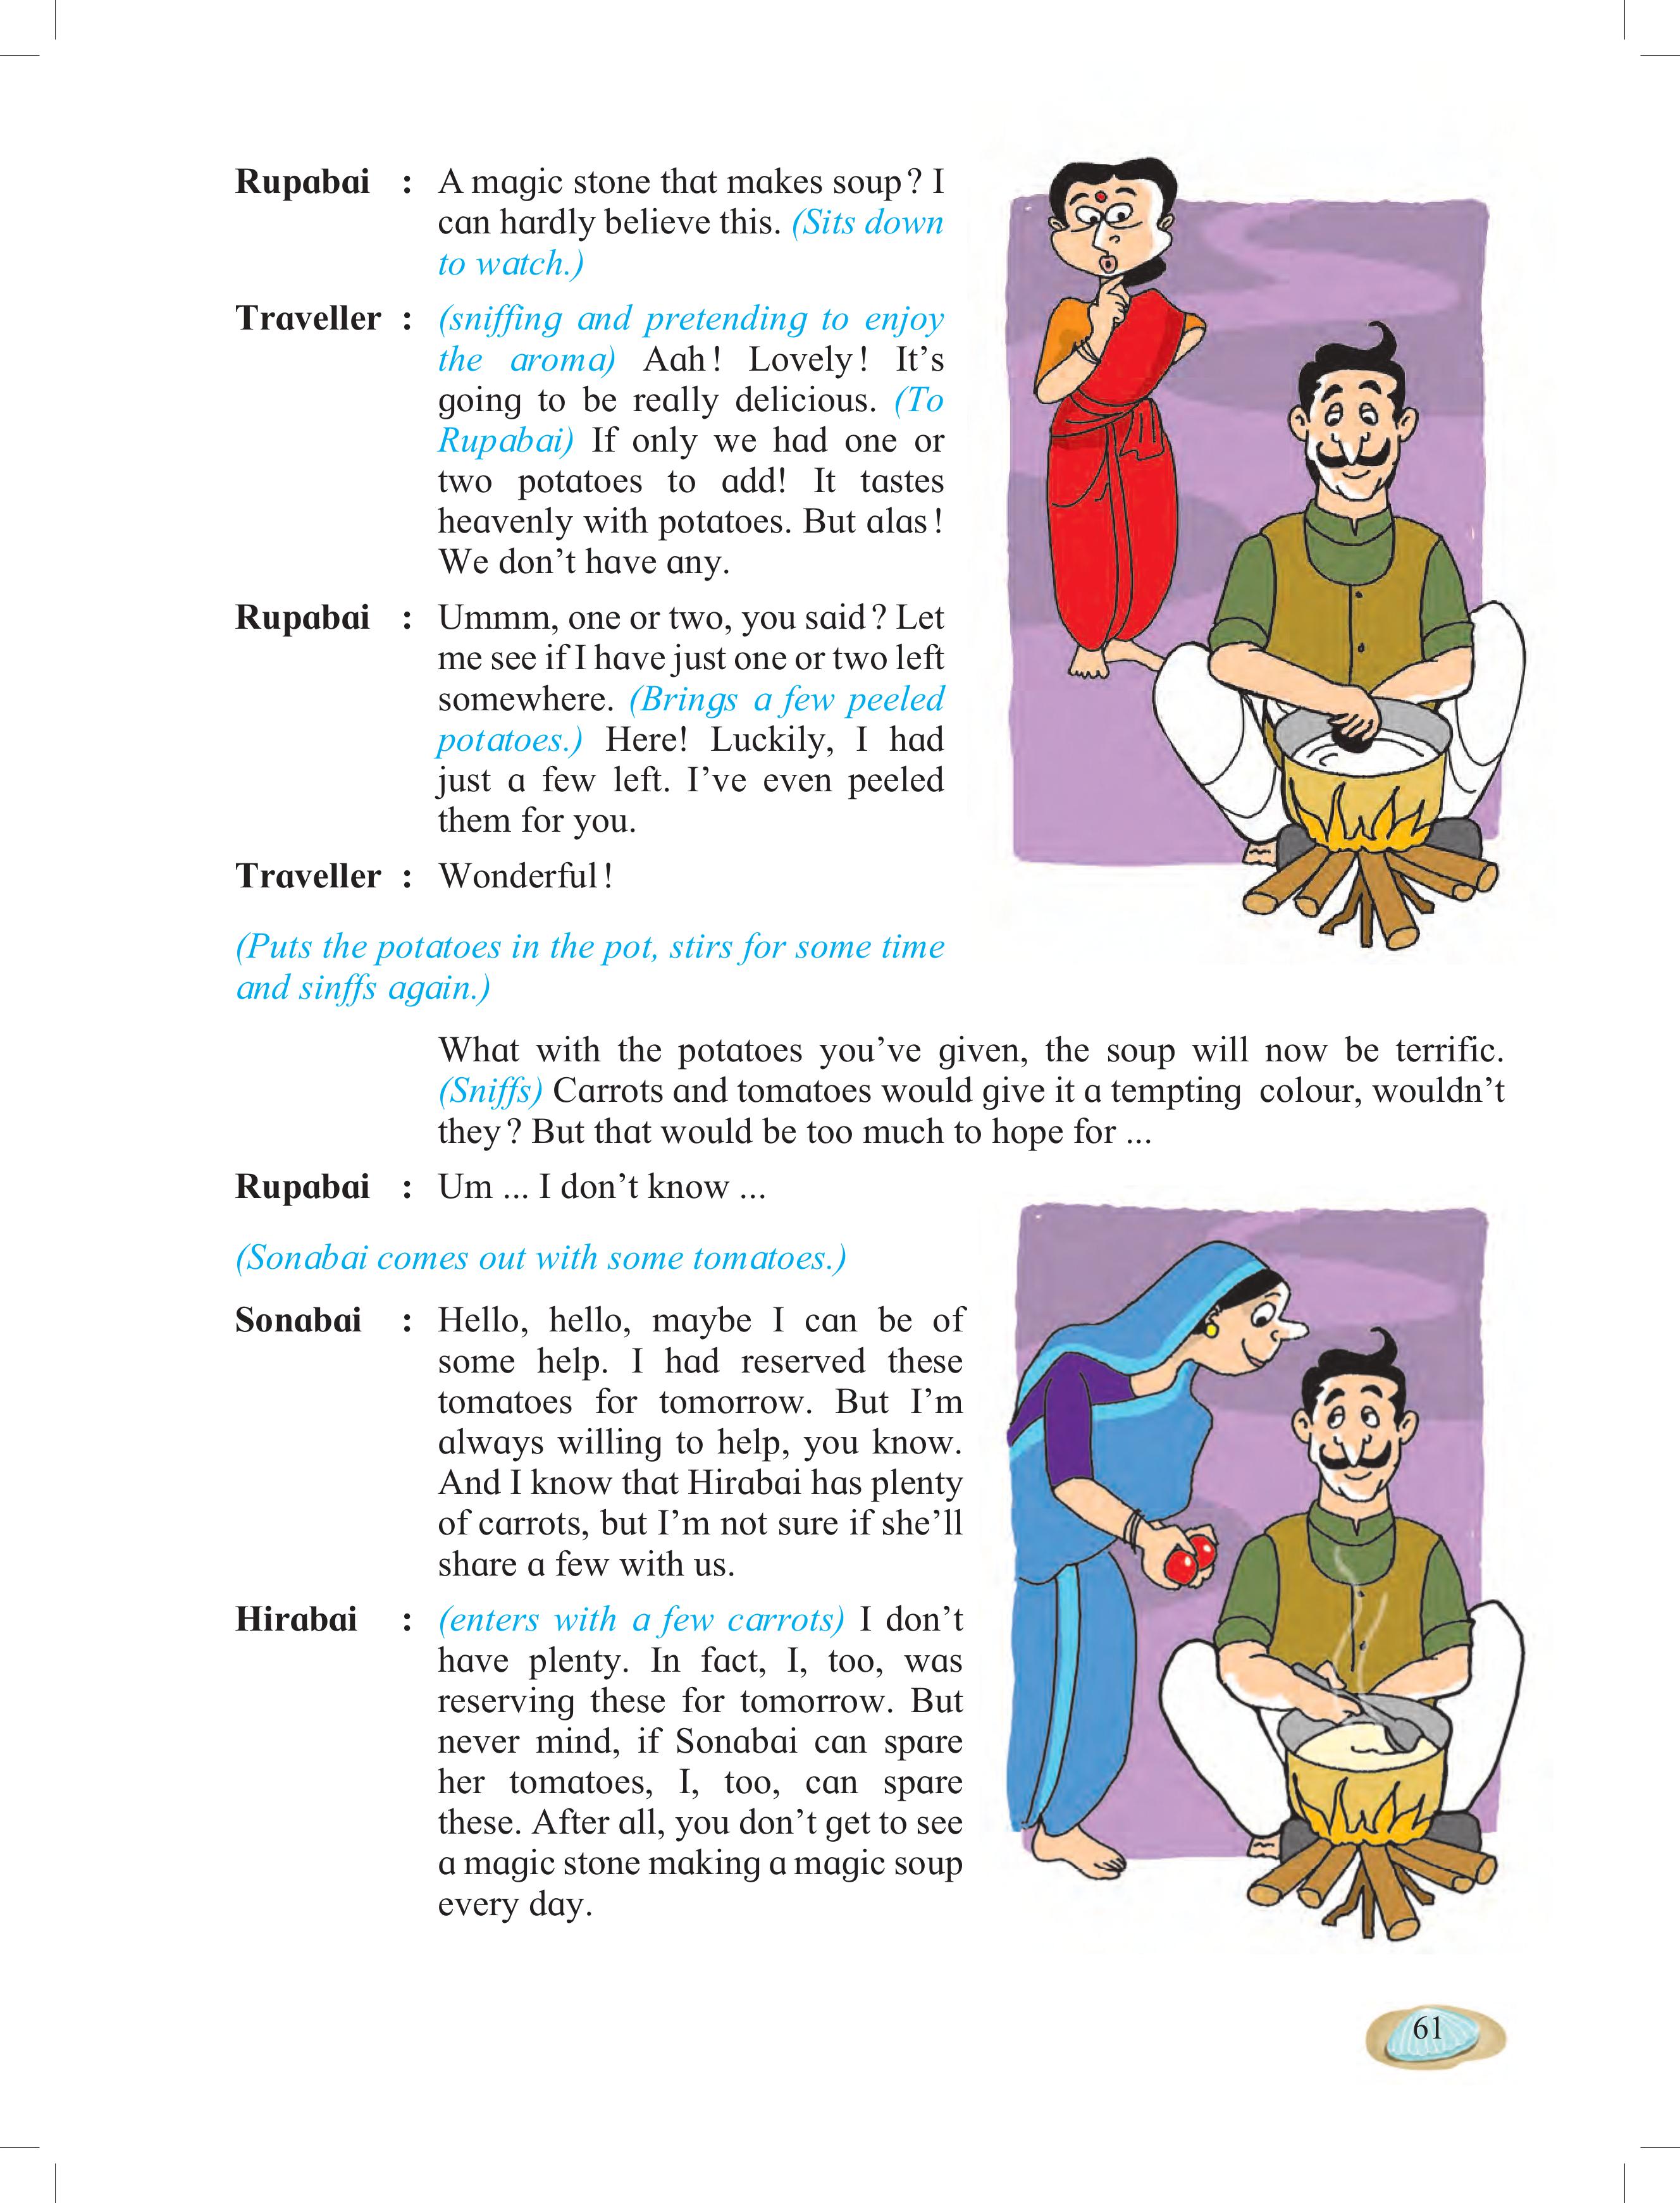 Rupabai : A magic stone that makes soup? I
can hardly believe this. (Sits down
to watch.)
Traveller : (sniffing and pretending to enjoy
the aroma) Aah! Lovely! It's
going to be really delicious. (To
Rupabai) If only we had one or
two potatoes to add! It tastes
heavenly with potatoes. But alas!
We don't have any.
Rupabai : Ummm, one or two, you said? Let
me see if I have just one or two left
somewhere. (Brings a few peeled
potatoes.) Here! Luckily, I had
just a few left. I've even peeled
them for you.
Traveller : Wonderful!
(Puts the potatoes in the pot, stirs for some time
and sinffs again.)
What with the potatoes you've given, the soup will now be terrific.
(Sniffs) Carrots and tomatoes would give it a tempting colour, wouldn't
they? But that would be too much to hope for ...
Rupabai : Um ... I don't know ...
(Sonabai comes out with some tomatoes.)
Sonabai : Hello, hello, maybe I can be of
some help. I had reserved these
tomatoes for tomorrow. But I'm
always willing to help, you know.
And I know that Hirabai has plenty
of carrots, but I'm not sure if she'll
share a few with us.
Hirabai : (enters with a few carrots) I don't
have plenty. In fact, I, too, was
reserving these for tomorrow. But
never mind, if Sonabai can spare
her tomatoes, I, too, can spare
these. After all, you don't get to see
a magic stone making a magic soup
every day.
61